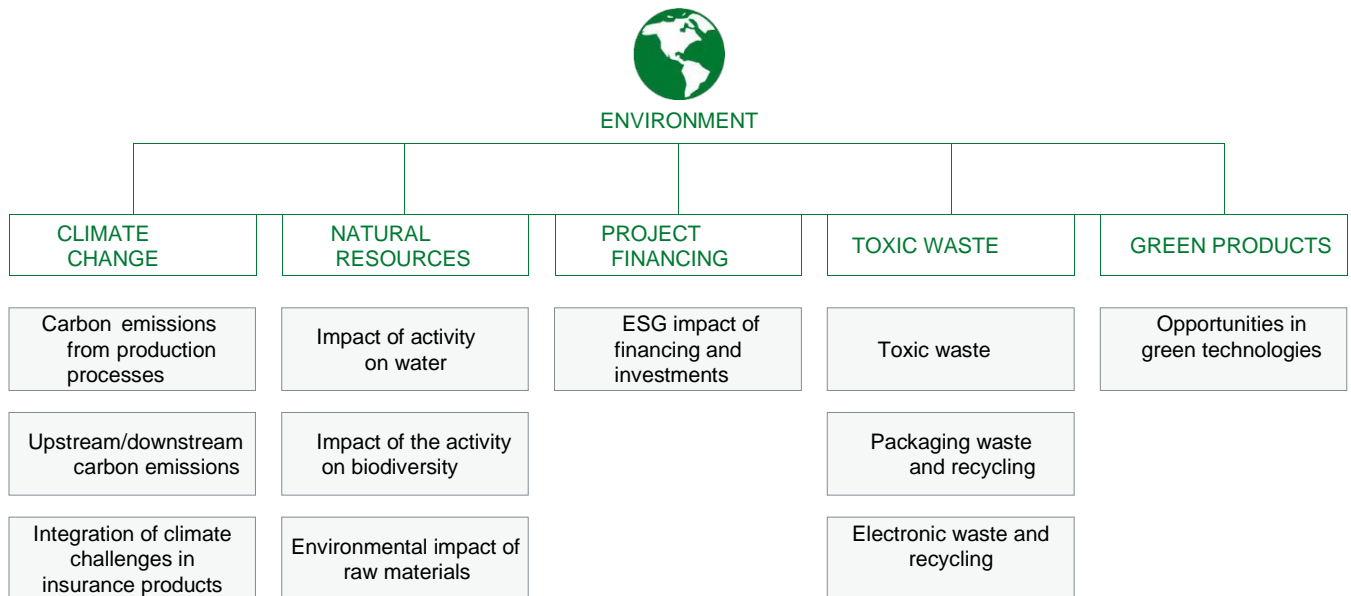 ENVIRONMENT
CLIMATE
CHANGE
NATURAL
RESOURCES
PROJECT
FINANCING
TOXIC WASTE
GREEN PRODUCTS
Carbon emissions
from production
processes
Impact of activity
on water
ESG impact of
financing and
investments
Toxic waste
Opportunities in
green technologies
Upstream/downstream
carbon emissions
Impact of the activity
on biodiversity
Packaging waste
and recycling
Integration of climate
challenges in
insurance products
Environmental impact of
raw materials
Electronic waste and
recycling